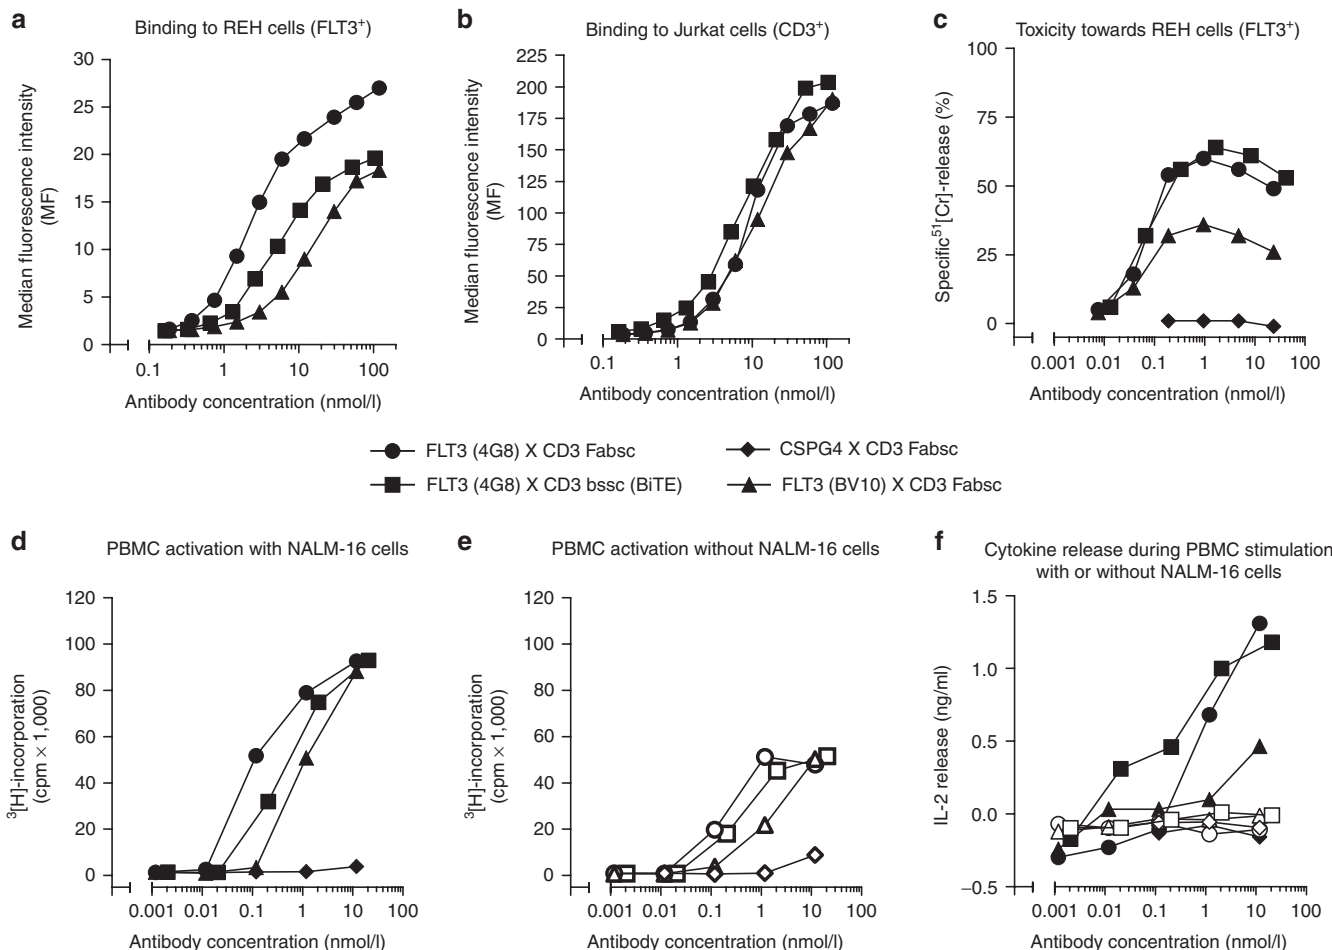 a
Binding to REH cells (FLT3⁺)
Median fluorescence intensity
(MF)
30
25
20
15
10
5
0
0.1
1
10
100
Antibody concentration (nmol/l)
b
Binding to Jurkat cells (CD3⁺)
Median fluorescence intensity
(MF)
225
200
175
150
125
100
75
50
25
0
0.1
1
10
100
Antibody concentration (nmol/l)
c
Toxicity towards REH cells (FLT3⁺)
Specific⁵¹[Cr]-release (%)
100
75
50
25
0
0.001
0.01
0.1
1
10
100
Antibody concentration (nmol/l)
FLT3 (4G8) X CD3 Fabsc
CSPG4 X CD3 Fabsc
FLT3 (4G8) X CD3 bssc (BiTE)
FLT3 (BV10) X CD3 Fabsc
d
PBMC activation with NALM-16 cells
³[H]-incorporation
(cpm × 1,000)
120
100
80
60
40
20
0
0.001
0.01
0.1
1
10
100
Antibody concentration (nmol/l)
e
PBMC activation without NALM-16 cells
³[H]-incorporation
(cpm × 1,000)
120
100
80
60
40
20
0
0.001
0.01
0.1
1
10
100
Antibody concentration (nmol/l)
f
Cytokine release during PBMC stimulation
with or without NALM-16 cells
IL-2 release (ng/ml)
1.5
1.0
0.5
0.0
−0.5
0.001
0.01
0.1
1
10
100
Antibody concentration (nmol/l)